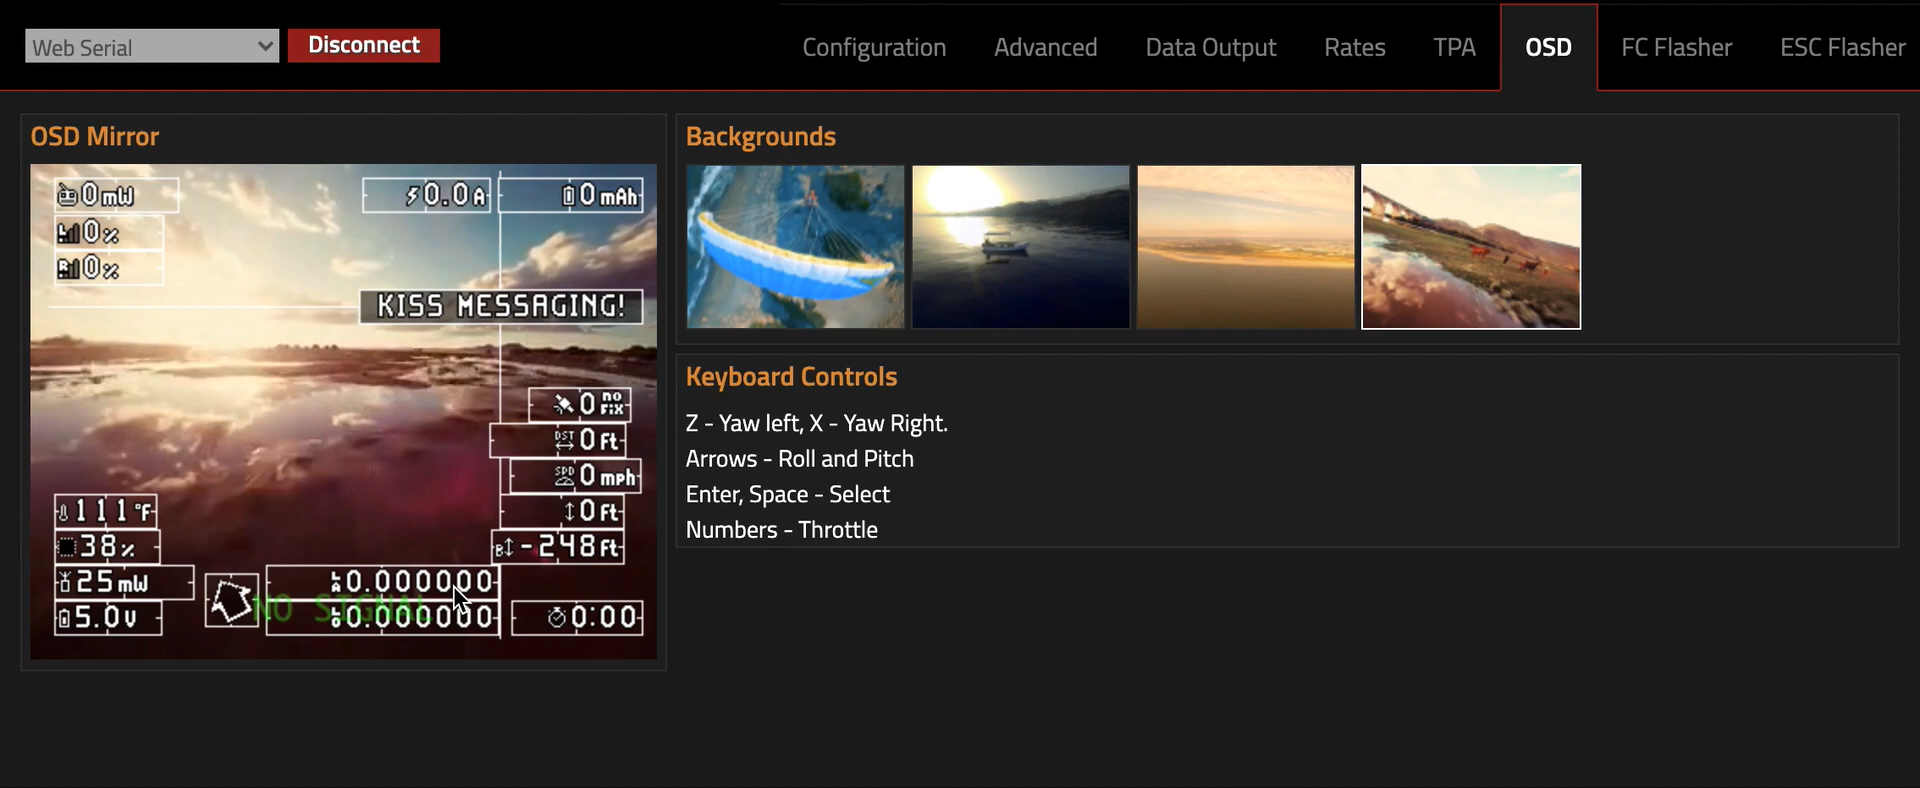 Web Serial
Disconnect
Configuration
Advanced
Data Output
Rates
TPA
OSD
FC Flasher
ESC Flasher
OSD Mirror
0mW
0.0A
0mAh
L 0%
R 0%
KISS MESSAGING!
0 NO FIX
DST 0ft
SPD 0mph
111°F
0ft
38%
B -248ft
25mW
LA 0.000000
NO SIGNAL
5.0V
LO 0.000000
0:00
Backgrounds
Keyboard Controls
Z - Yaw left, X - Yaw Right.
Arrows - Roll and Pitch
Enter, Space - Select
Numbers - Throttle